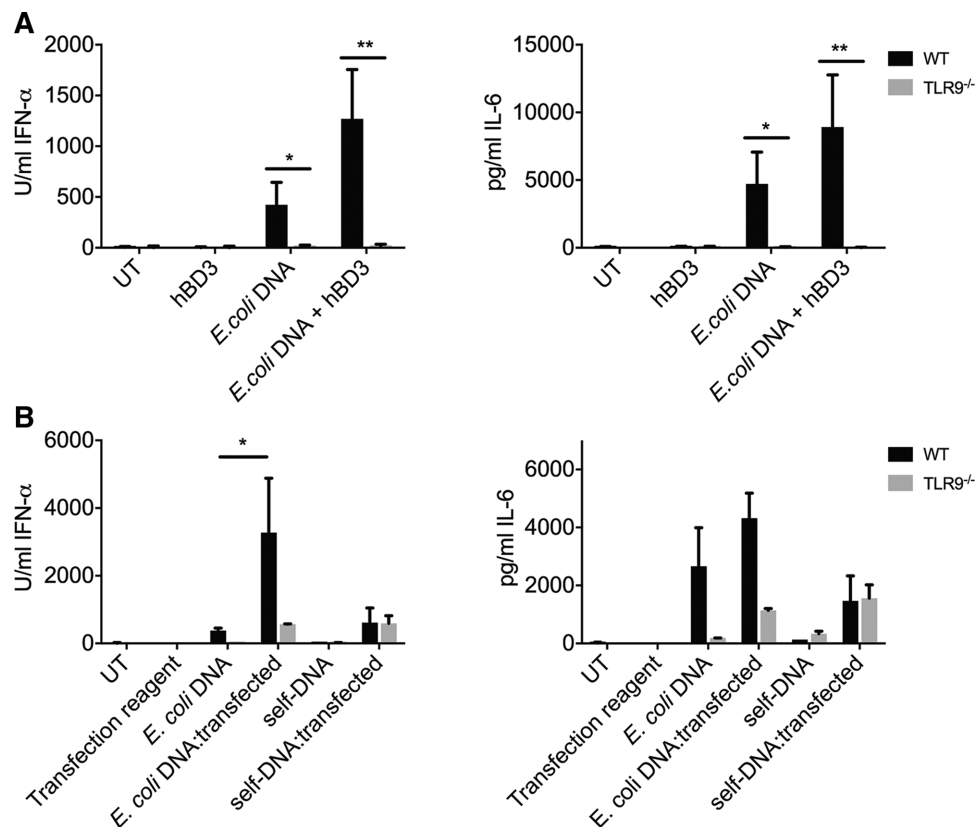 A
U/ml IFN-α
2000
1500
1000
500
0
*
**
UT
hBD3
E.coli DNA
E.coli DNA + hBD3
pg/ml IL-6
15000
10000
5000
0
*
**
UT
hBD3
E.coli DNA
E.coli DNA + hBD3
WT
TLR9-/-
B
U/ml IFN-α
6000
4000
2000
0
*
UT
Transfection reagent
E. coli DNA
E. coli DNA:transfected
self-DNA
self-DNA:transfected
pg/ml IL-6
6000
4000
2000
0
UT
Transfection reagent
E. coli DNA
E. coli DNA:transfected
self-DNA
self-DNA:transfected
WT
TLR9-/-